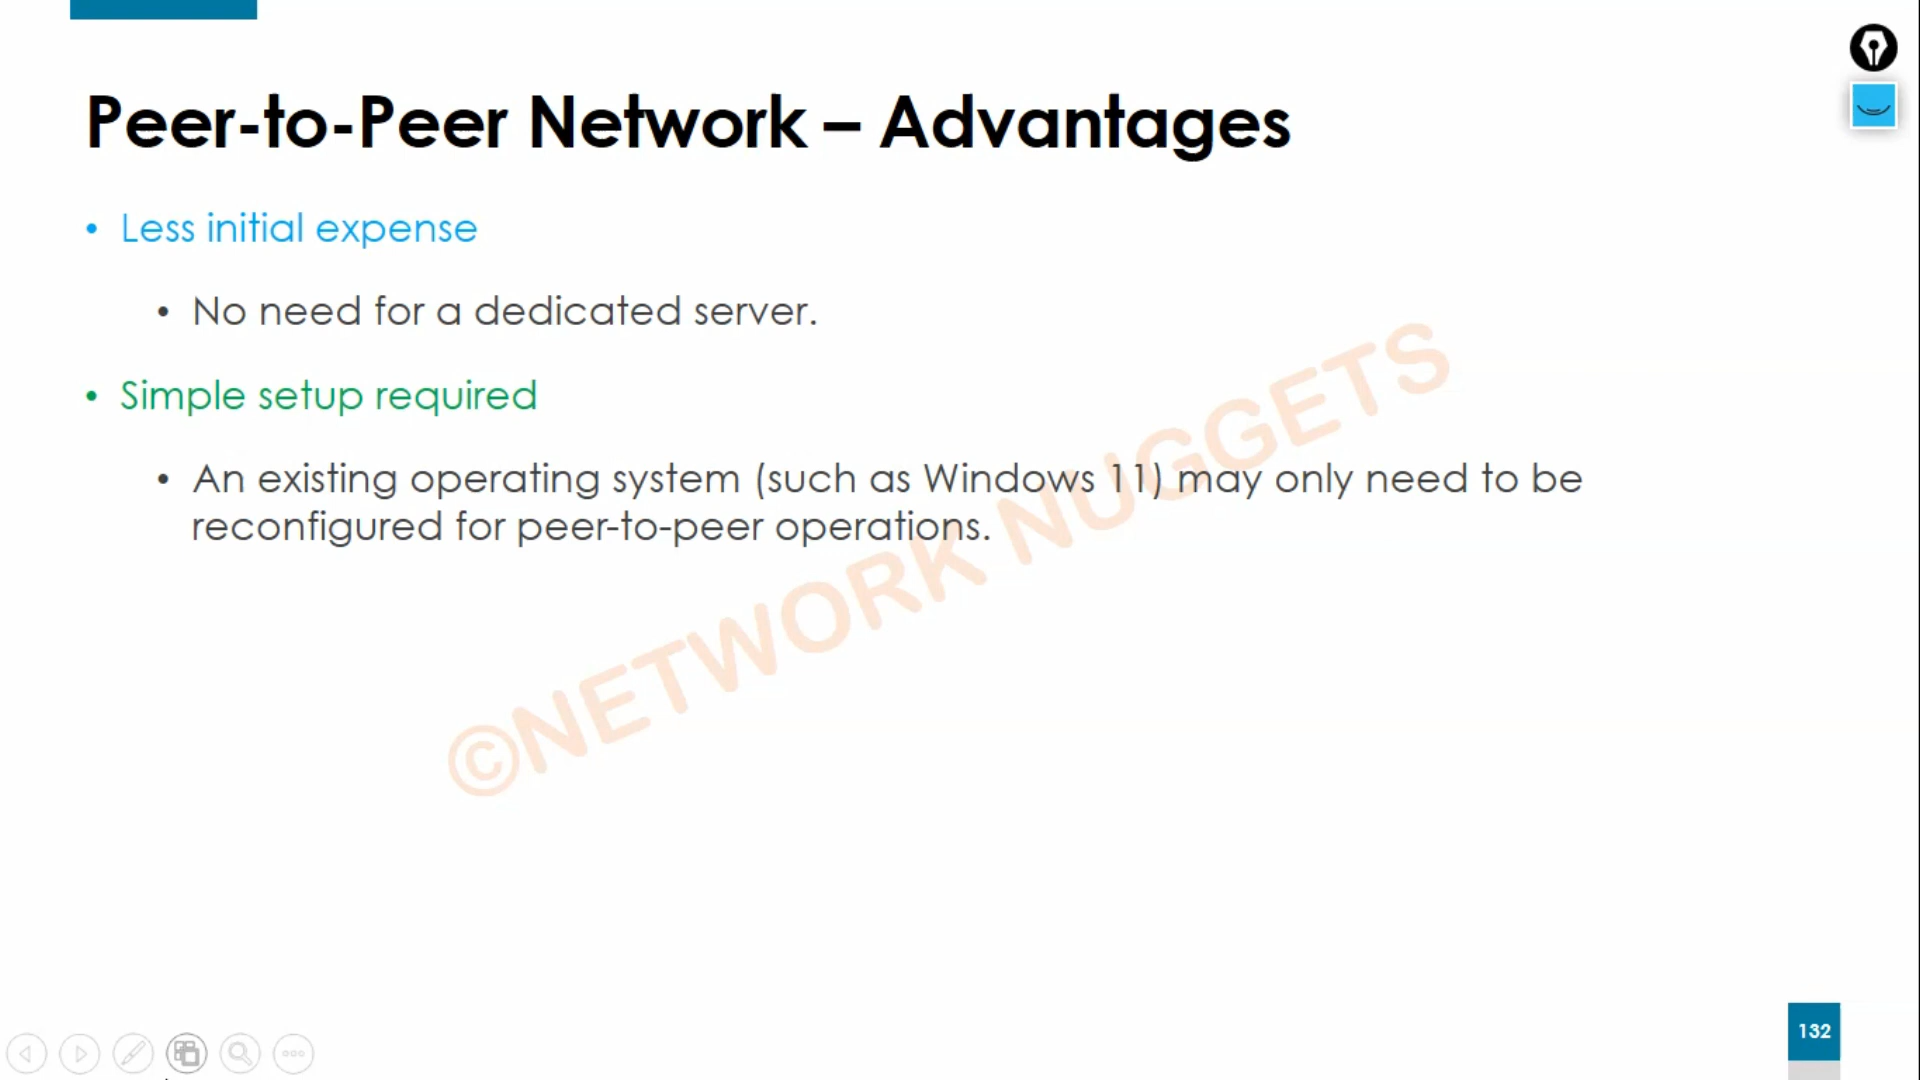 Peer-to-Peer Network – Advantages
• Less initial expense
• No need for a dedicated server.
• Simple setup required
• An existing operating system (such as Windows 11) may only need to be
reconfigured for peer-to-peer operations.
©NETWORK NUGGETS
132